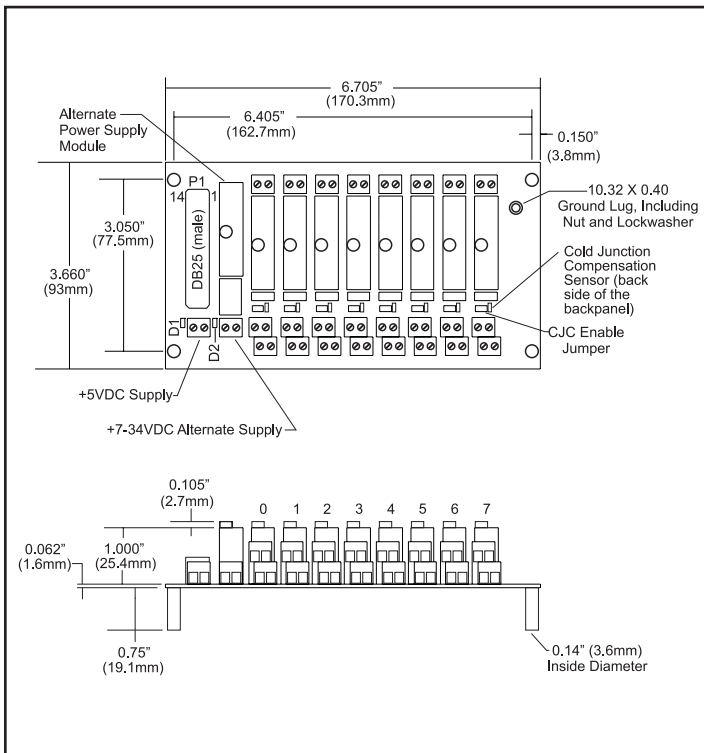 6.705"
(170.3mm)
Alternate
Power Supply
Module
6.405"
(162.7mm)
0.150"
(3.8mm)
P1
14
1
10.32 X 0.40
Ground Lug, Including
Nut and Lockwasher
3.050"
(77.5mm)
DB25 (male)
3.660"
(93mm)
Cold Junction
Compensation
Sensor (back
side of the
backpanel)
CJC Enable
Jumper
D1
D2
+5VDC Supply
+7-34VDC Alternate Supply
0.105"
(2.7mm)
0 1 2 3 4 5 6 7
1.000"
(25.4mm)
0.062"
(1.6mm)
0.75"
(19.1mm)
0.14" (3.6mm)
Inside Diameter